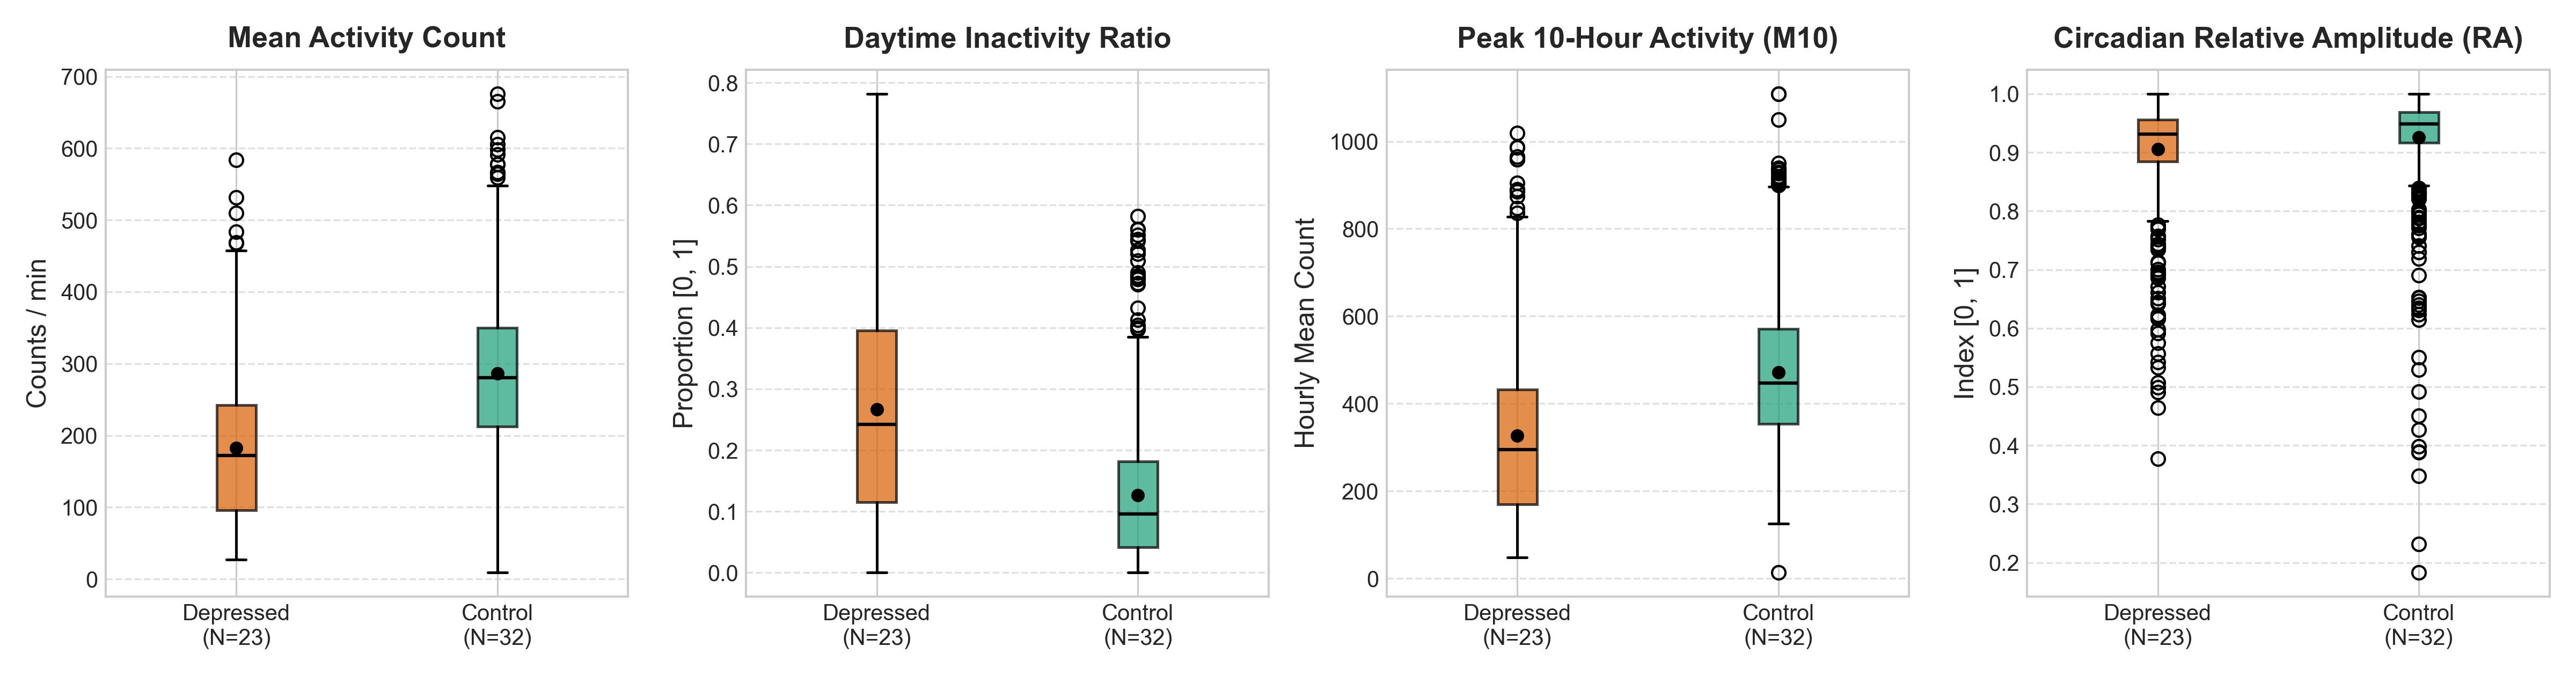 Mean Activity Count
Counts / min
700
600
500
400
300
200
100
0
Depressed
(N=23)
Control
(N=32)
Daytime Inactivity Ratio
Proportion [0, 1]
0.8
0.7
0.6
0.5
0.4
0.3
0.2
0.1
0.0
Depressed
(N=23)
Control
(N=32)
Peak 10-Hour Activity (M10)
Hourly Mean Count
1000
800
600
400
200
0
Depressed
(N=23)
Control
(N=32)
Circadian Relative Amplitude (RA)
Index [0, 1]
1.0
0.9
0.8
0.7
0.6
0.5
0.4
0.3
0.2
Depressed
(N=23)
Control
(N=32)